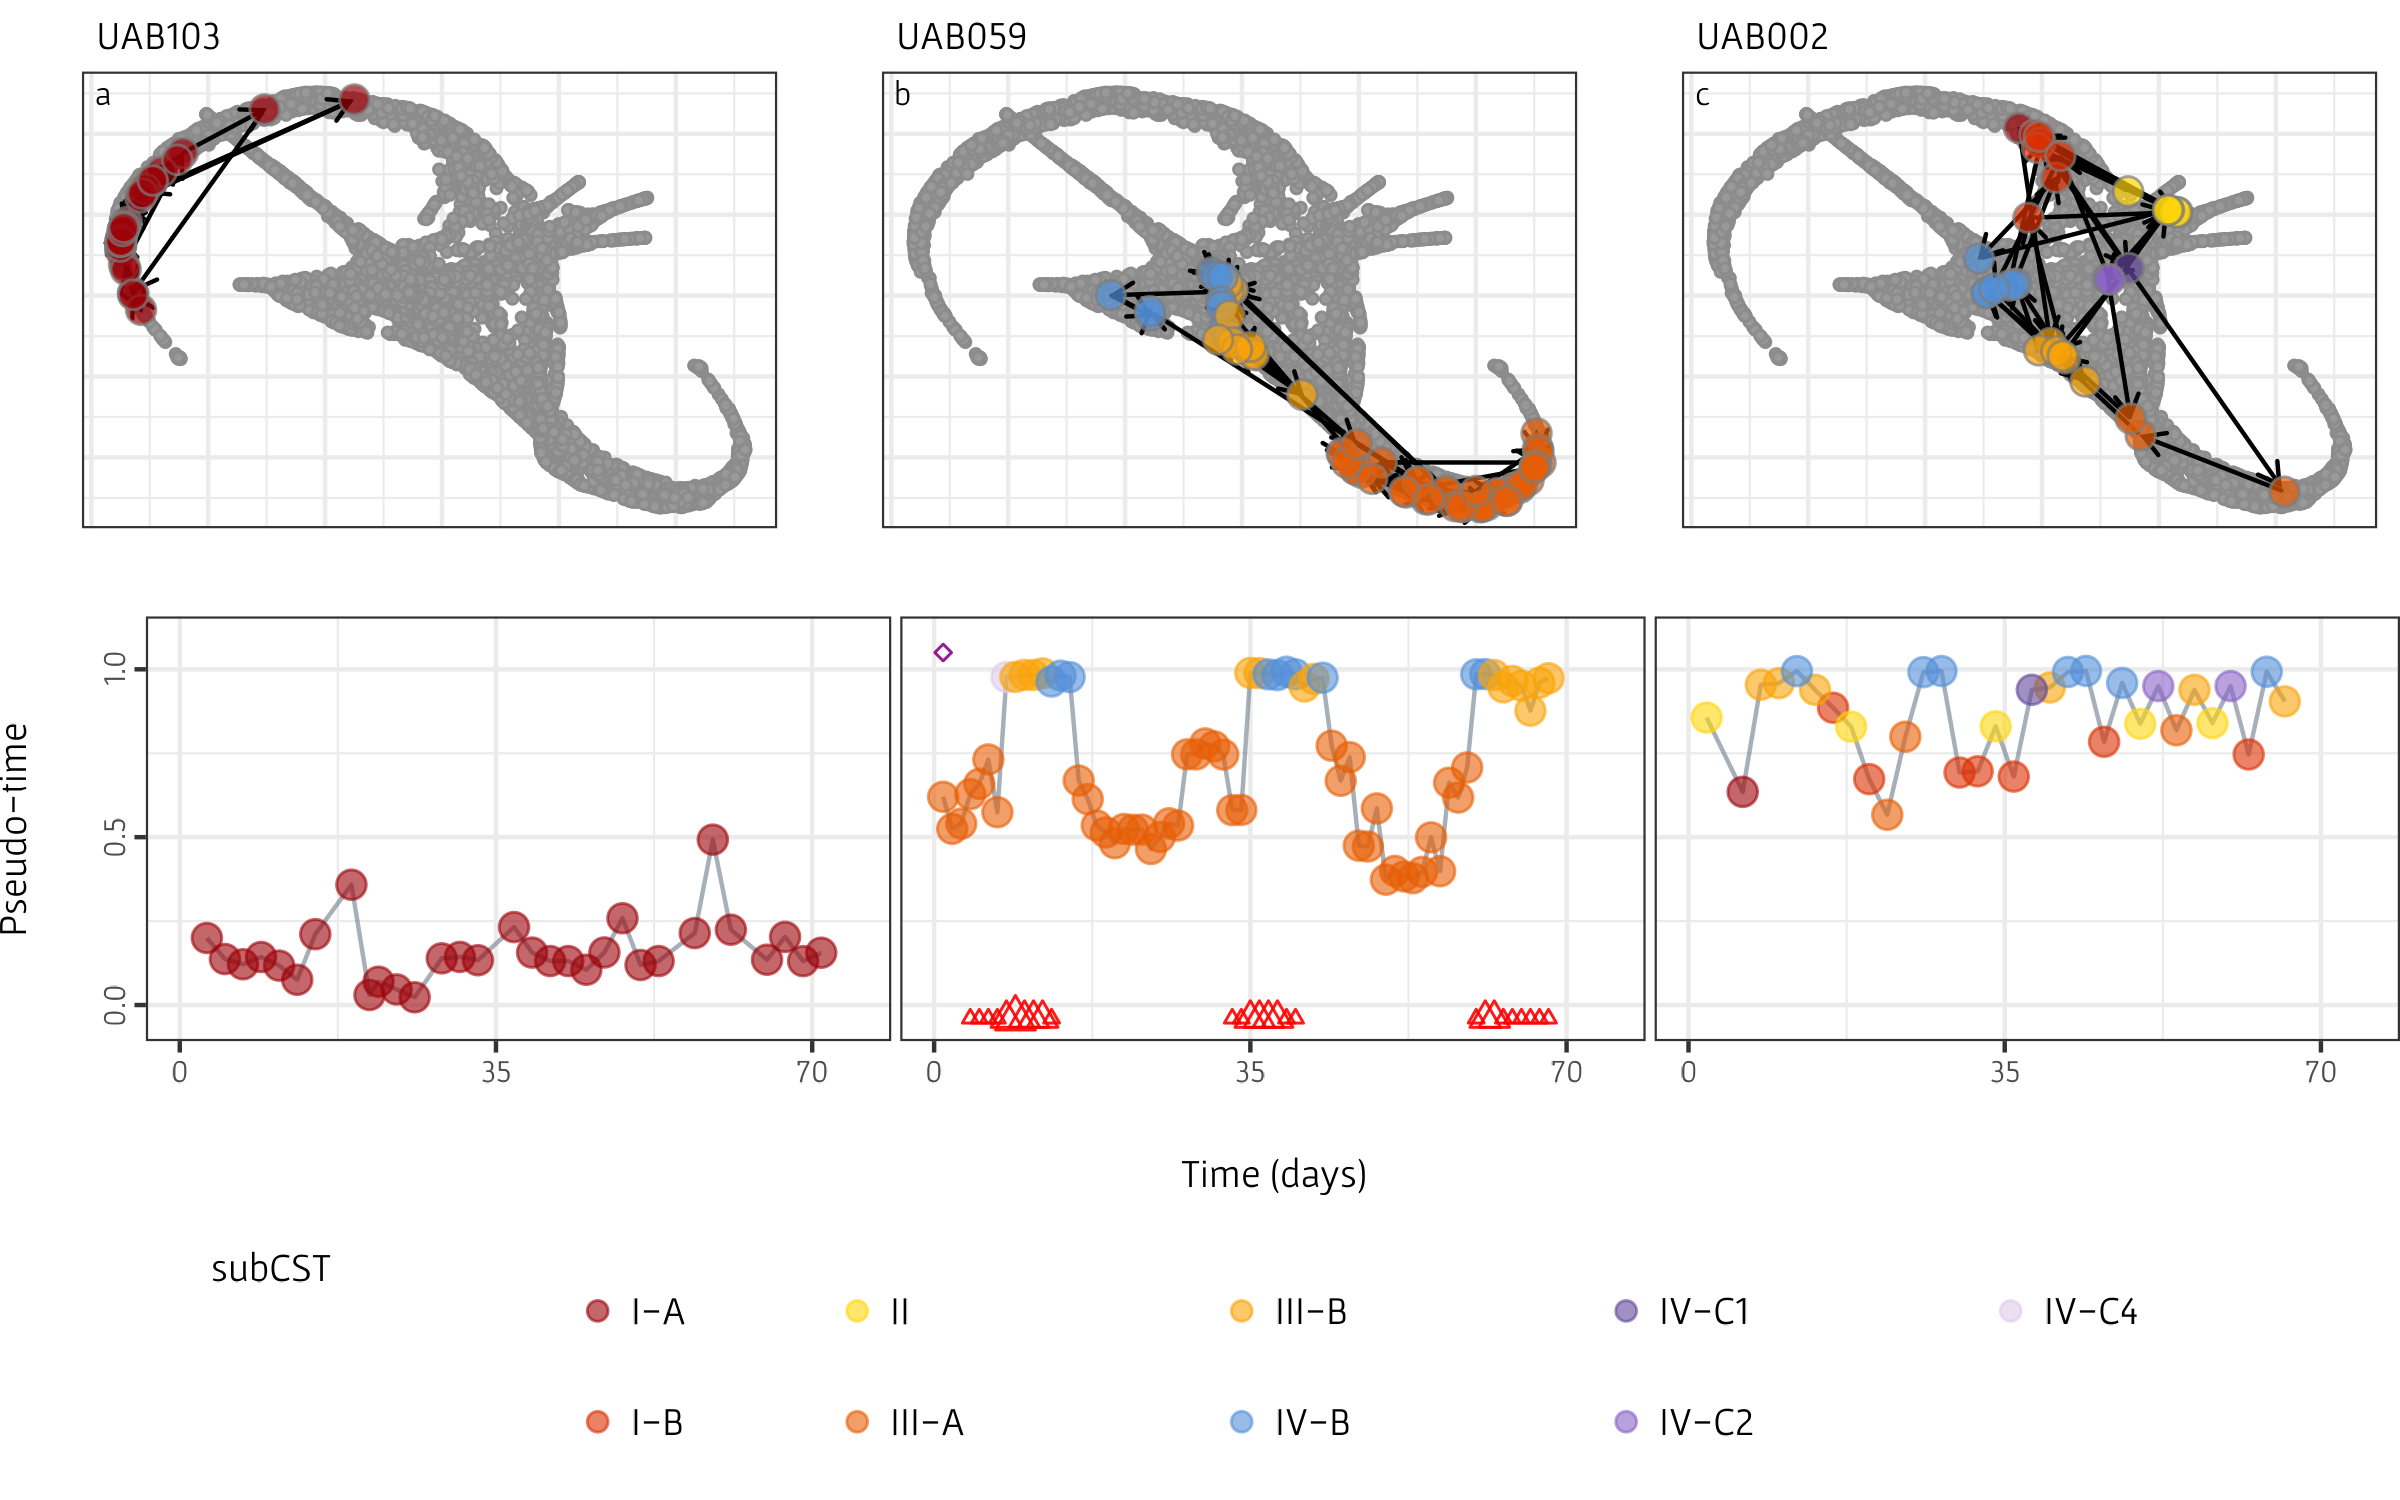 UAB103
UAB059
UAB002
a
b
c
Pseudo-time
1.0
0.5
0.0
0
35
70
0
35
70
0
35
70
Time (days)
subCST
I-A
II
III-B
IV-C1
IV-C4
I-B
III-A
IV-B
IV-C2